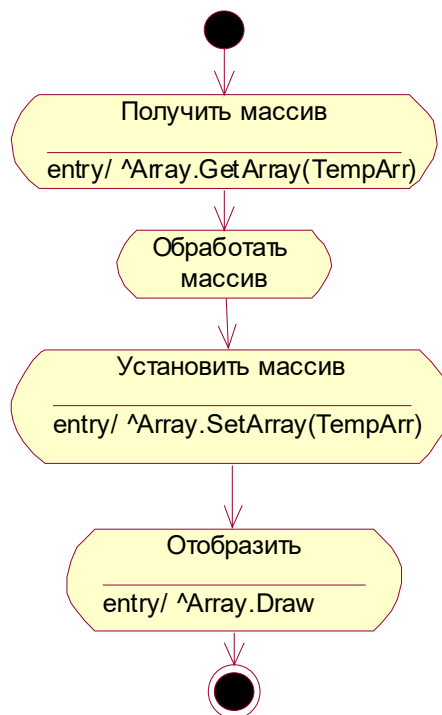 Получить массив
entry/ ^Array.GetArray(TempArr)
Обработать
массив
Установить массив
entry/ ^Array.SetArray(TempArr)
Отобразить
entry/ ^Array.Draw